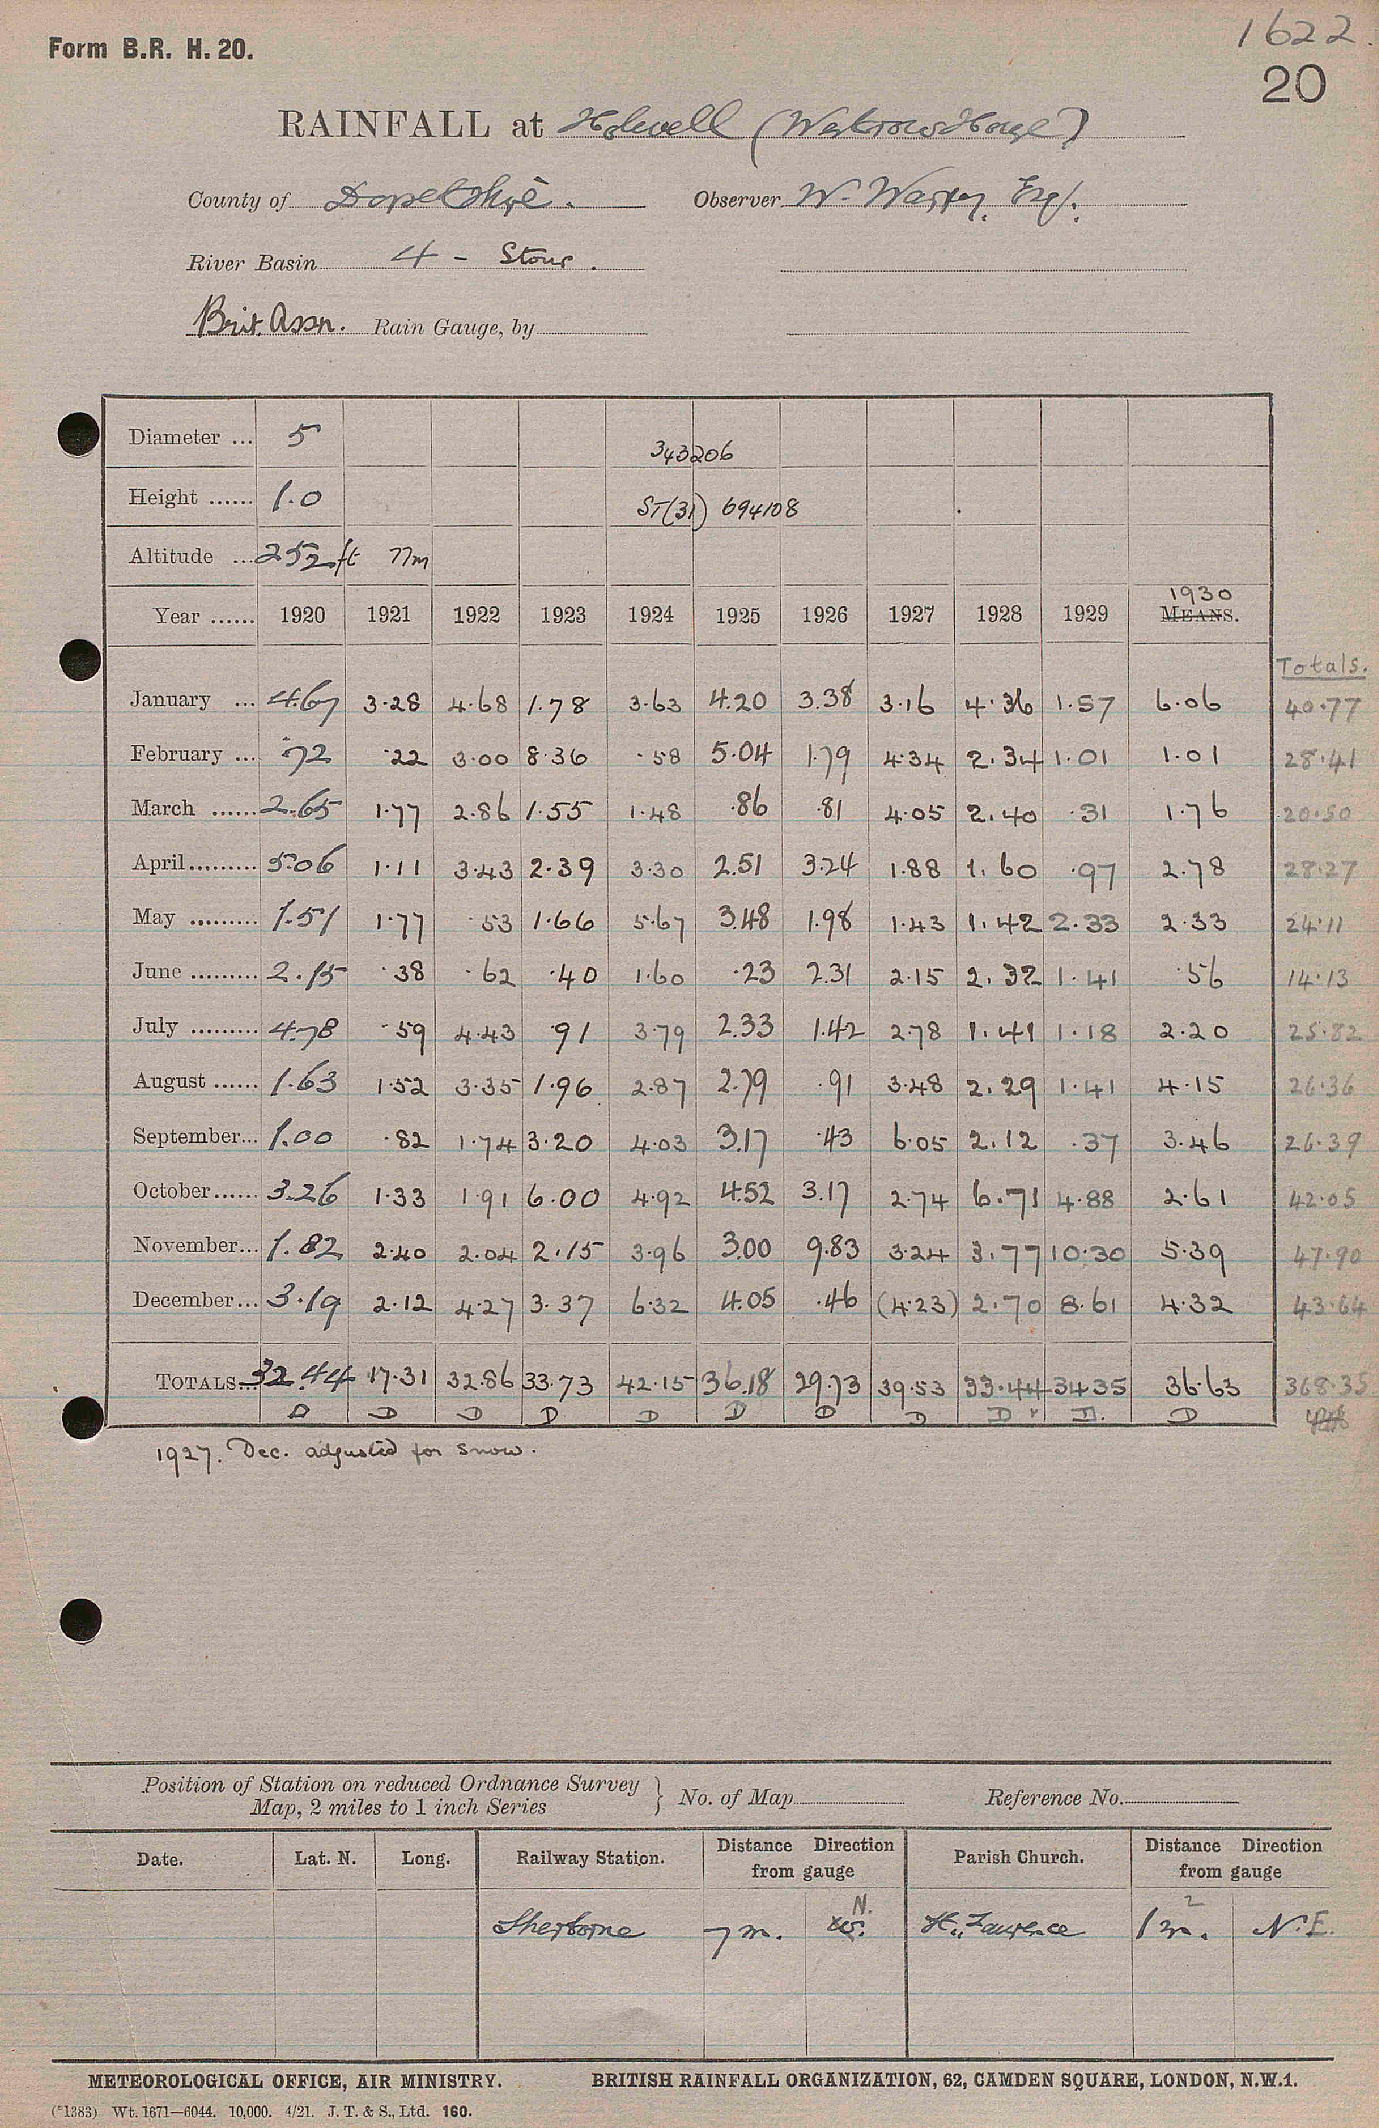 1622.
Form B.R. H. 20.
20
RAINFALL at Holwell (Westrow House)
County of Dorsetshire. Observer W. Warry, Esq.
River Basin 4 - Stour.
Brit. Assn. Rain Gauge, by
Diameter ... 5
343206
Height ...... 1.0
ST(31) 694108
Altitude ... 252 ft 77m
1930
Year ...... 1920 1921 1922 1923 1924 1925 1926 1927 1928 1929 MEANS.
Totals.
January ... 4.67 3.28 4.68 1.78 3.63 4.20 3.38 3.16 4.36 1.57 6.06 40.77
February ... .72 .22 3.00 8.36 .58 5.04 1.79 4.34 2.34 1.01 1.01 28.41
March ...... 2.65 1.77 2.86 1.55 1.48 .86 .81 4.05 2.40 .31 1.76 20.50
April......... 5.06 1.11 3.43 2.39 3.30 2.51 3.24 1.88 1.60 .97 2.78 28.27
May ......... 1.51 1.77 .53 1.66 5.67 3.48 1.98 1.43 1.42 2.33 2.33 24.11
June ......... 2.15 .38 .62 .40 1.60 .23 2.31 2.15 2.32 1.41 .56 14.13
July ......... 4.78 .59 4.43 .91 3.79 2.33 1.42 2.78 1.41 1.18 2.20 25.82
August ...... 1.63 1.52 3.35 1.96 2.87 2.79 .91 3.48 2.29 1.41 4.15 26.36
September... 1.00 .82 1.74 3.20 4.03 3.17 .43 6.05 2.12 .37 3.46 26.39
October...... 3.26 1.33 1.91 6.00 4.92 4.52 3.17 2.74 6.71 4.88 2.61 42.05
November... 1.82 2.40 2.04 2.15 3.96 3.00 9.83 3.24 3.77 10.30 5.39 47.90
December... 3.19 2.12 4.27 3.37 6.32 4.05 .46 (4.23) 2.70 8.61 4.32 43.64
TOTALS... 32.44 17.31 32.86 33.73 42.15 36.18 29.73 39.53 33.44 34.35 36.63 368.35
D D D D D D D D D D. D
1927. Dec. adjusted for snow.
Position of Station on reduced Ordnance Survey
Map, 2 miles to 1 inch Series } No. of Map Reference No.
Date. Lat. N. Long. Railway Station. Distance Direction from gauge Parish Church. Distance Direction from gauge
N. 2
Sherborne 7 m. W. St. Lawrence 1 m. N.E.
METEOROLOGICAL OFFICE, AIR MINISTRY. BRITISH RAINFALL ORGANIZATION, 62, CAMDEN SQUARE, LONDON, N.W.1.
(*1383) Wt. 1671—6044. 10,000. 4/21. J. T. & S., Ltd. 160.